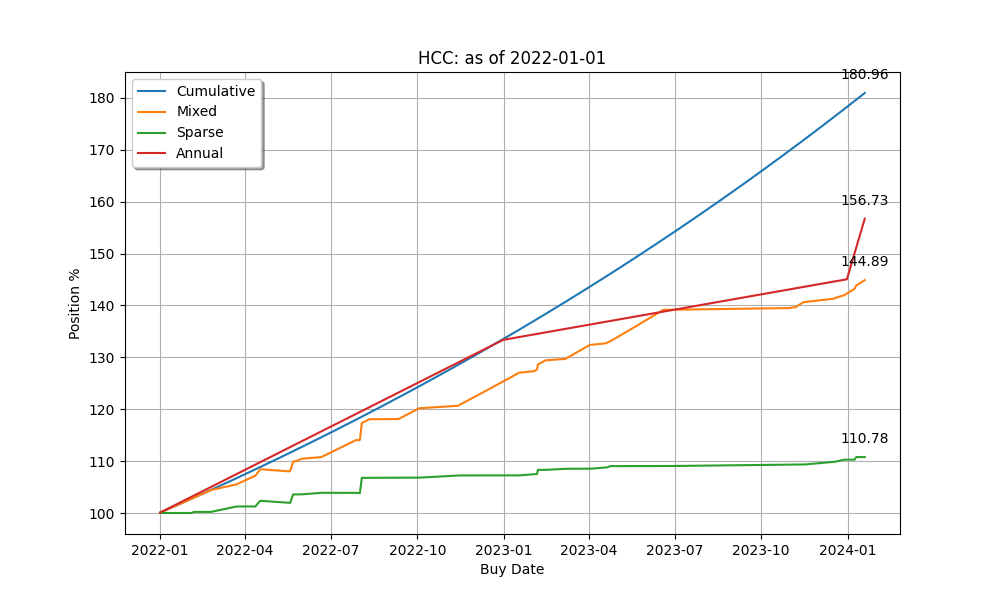 HCC: as of 2022-01-01
180.96
Cumulative
Mixed
Sparse
Annual
180
170
160
150
140
130
120
110
100
156.73
144.89
110.78
Position %
2022-01 2022-04 2022-07 2022-10 2023-01 2023-04 2023-07 2023-10 2024-01
Buy Date